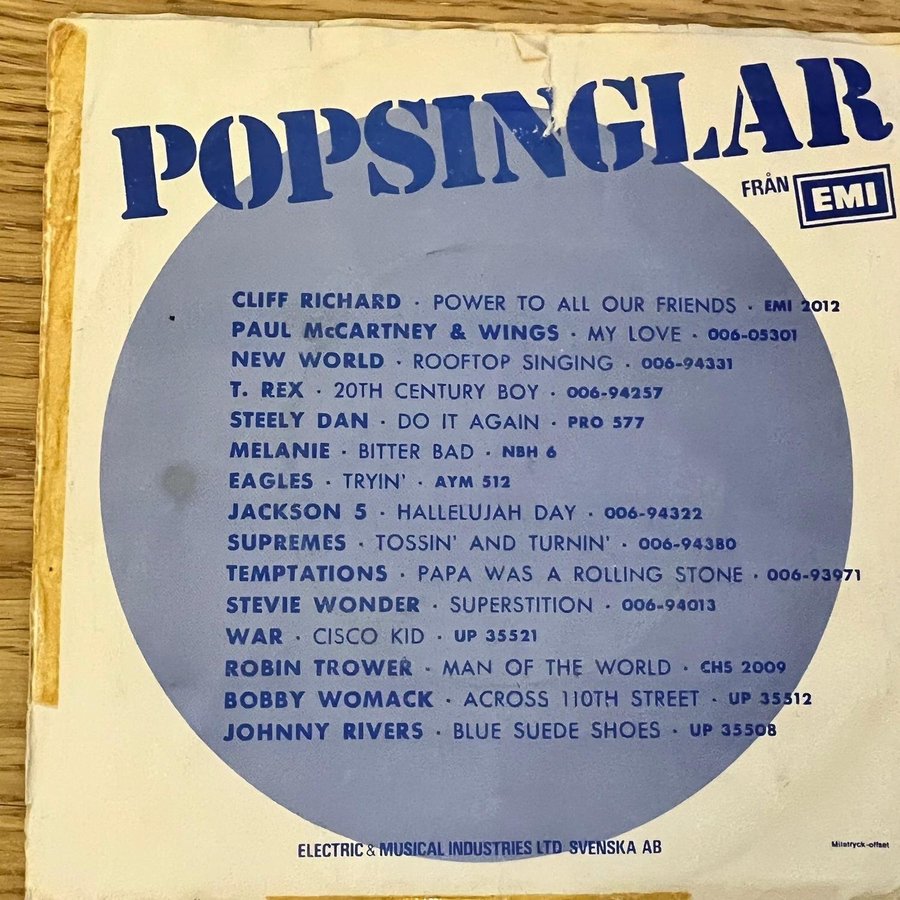 POPSINGLAR
FRÅN EMI
CLIFF RICHARD · POWER TO ALL OUR FRIENDS · EMI 2012
PAUL McCARTNEY & WINGS · MY LOVE · 006-05301
NEW WORLD · ROOFTOP SINGING · 006-94331
T. REX · 20TH CENTURY BOY · 006-94257
STEELY DAN · DO IT AGAIN · PRO 577
MELANIE · BITTER BAD · NBH 6
EAGLES · TRYIN' · AYM 512
JACKSON 5 · HALLELUJAH DAY · 006-94322
SUPREMES · TOSSIN' AND TURNIN' · 006-94380
TEMPTATIONS · PAPA WAS A ROLLING STONE · 006-93971
STEVIE WONDER · SUPERSTITION · 006-94013
WAR · CISCO KID · UP 35521
ROBIN TROWER · MAN OF THE WORLD · CHS 2009
BOBBY WOMACK · ACROSS 110TH STREET · UP 35512
JOHNNY RIVERS · BLUE SUEDE SHOES · UP 35508
ELECTRIC & MUSICAL INDUSTRIES LTD SVENSKA AB
Miletryck-offset